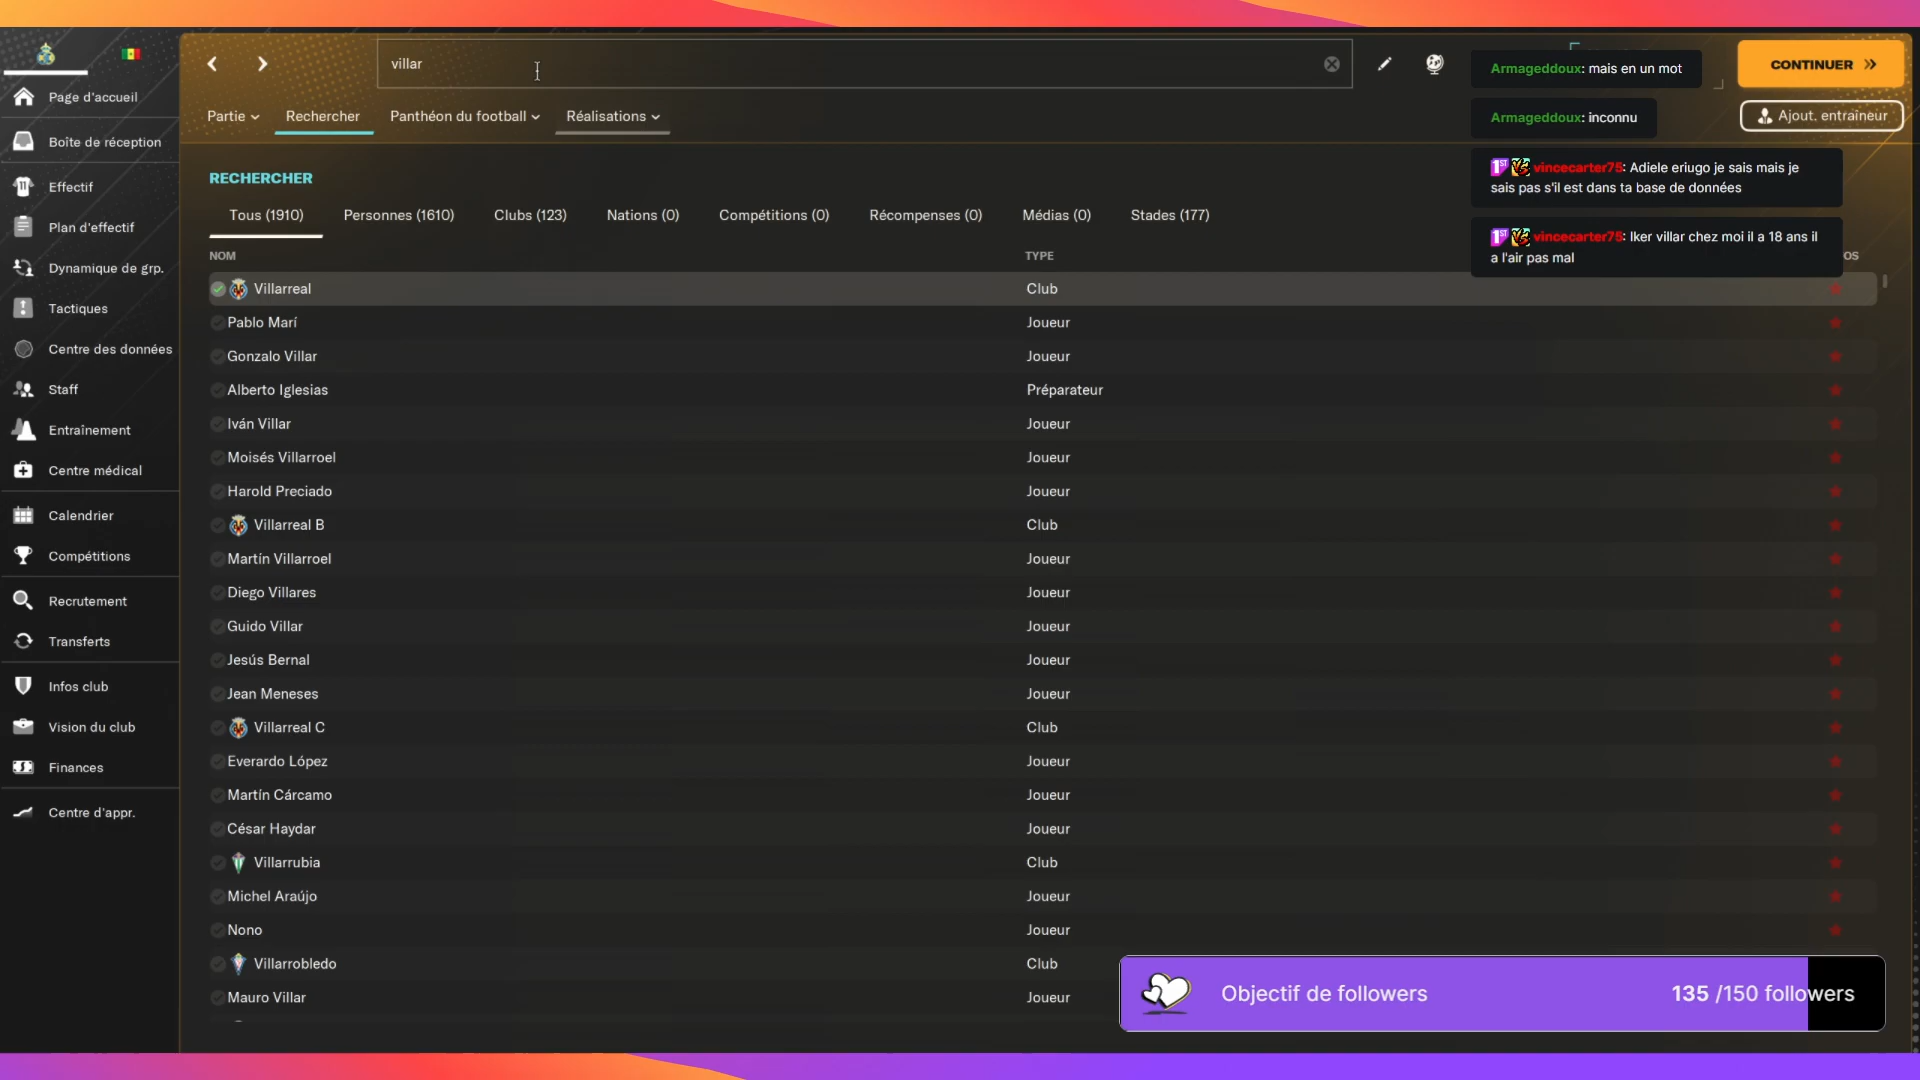 villar
CONTINUER
Partie
Rechercher
Panthéon du football
Réalisations
Ajout. entraineur
Armageddoux: mais en un mot
Armageddoux: inconnu
1ST vincecarter75: Adiele eriugo je sais mais je
sais pas s'il est dans ta base de données
1ST vincecarter75: Iker villar chez moi il a 18 ans il
a l'air pas mal
Page d'accueil
Boîte de réception
Effectif
Plan d'effectif
Dynamique de grp.
Tactiques
Centre des données
Staff
Entraînement
Centre médical
Calendrier
Compétitions
Recrutement
Transferts
Infos club
Vision du club
Finances
Centre d'appr.
RECHERCHER
Tous (1910)
Personnes (1610)
Clubs (123)
Nations (0)
Compétitions (0)
Récompenses (0)
Médias (0)
Stades (177)
NOM TYPE
Villarreal Club
Pablo Marí Joueur
Gonzalo Villar Joueur
Alberto Iglesias Préparateur
Iván Villar Joueur
Moisés Villarroel Joueur
Harold Preciado Joueur
Villarreal B Club
Martín Villarroel Joueur
Diego Villares Joueur
Guido Villar Joueur
Jesús Bernal Joueur
Jean Meneses Joueur
Villarreal C Club
Everardo López Joueur
Martín Cárcamo Joueur
César Haydar Joueur
Villarrubia Club
Michel Araújo Joueur
Nono Joueur
Villarrobledo Club
Mauro Villar Joueur
Objectif de followers 135 /150 followers